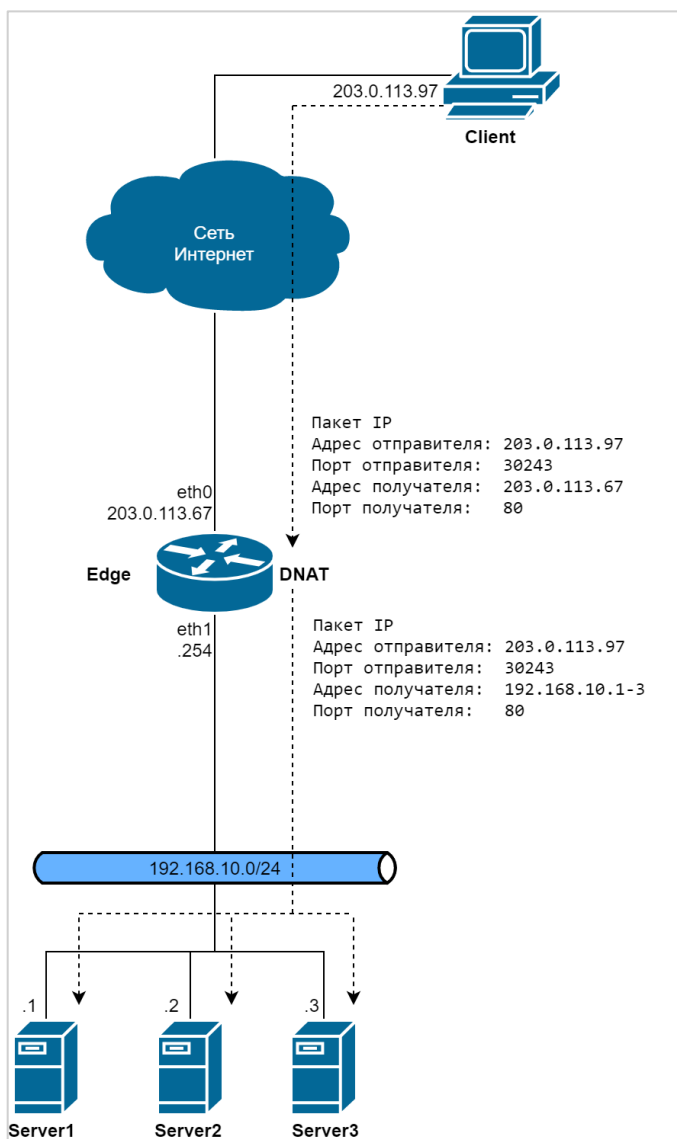 203.0.113.97
Client
Сеть
Интернет
Пакет IP
Адрес отправителя: 203.0.113.97
Порт отправителя: 30243
Адрес получателя: 203.0.113.67
Порт получателя: 80
eth0
203.0.113.67
Edge
DNAT
eth1
.254
Пакет IP
Адрес отправителя: 203.0.113.97
Порт отправителя: 30243
Адрес получателя: 192.168.10.1-3
Порт получателя: 80
192.168.10.0/24
.1
.2
.3
Server1
Server2
Server3